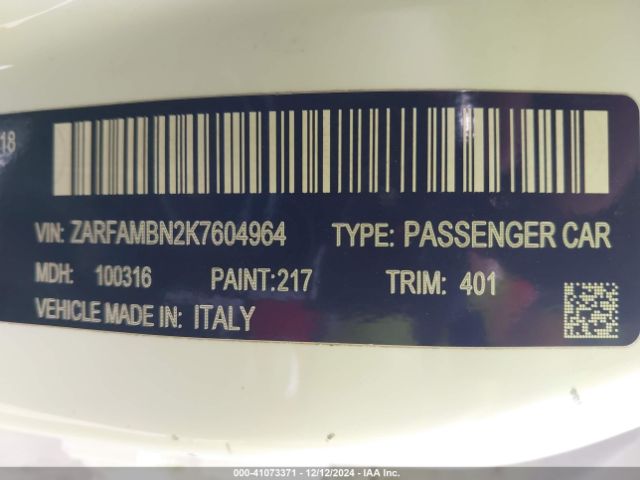 18
VIN: ZARFAMBN2K7604964 TYPE: PASSENGER CAR
MDH: 100316 PAINT:217 TRIM: 401
VEHICLE MADE IN: ITALY
000-41073371 - 12/12/2024 - IAA Inc.